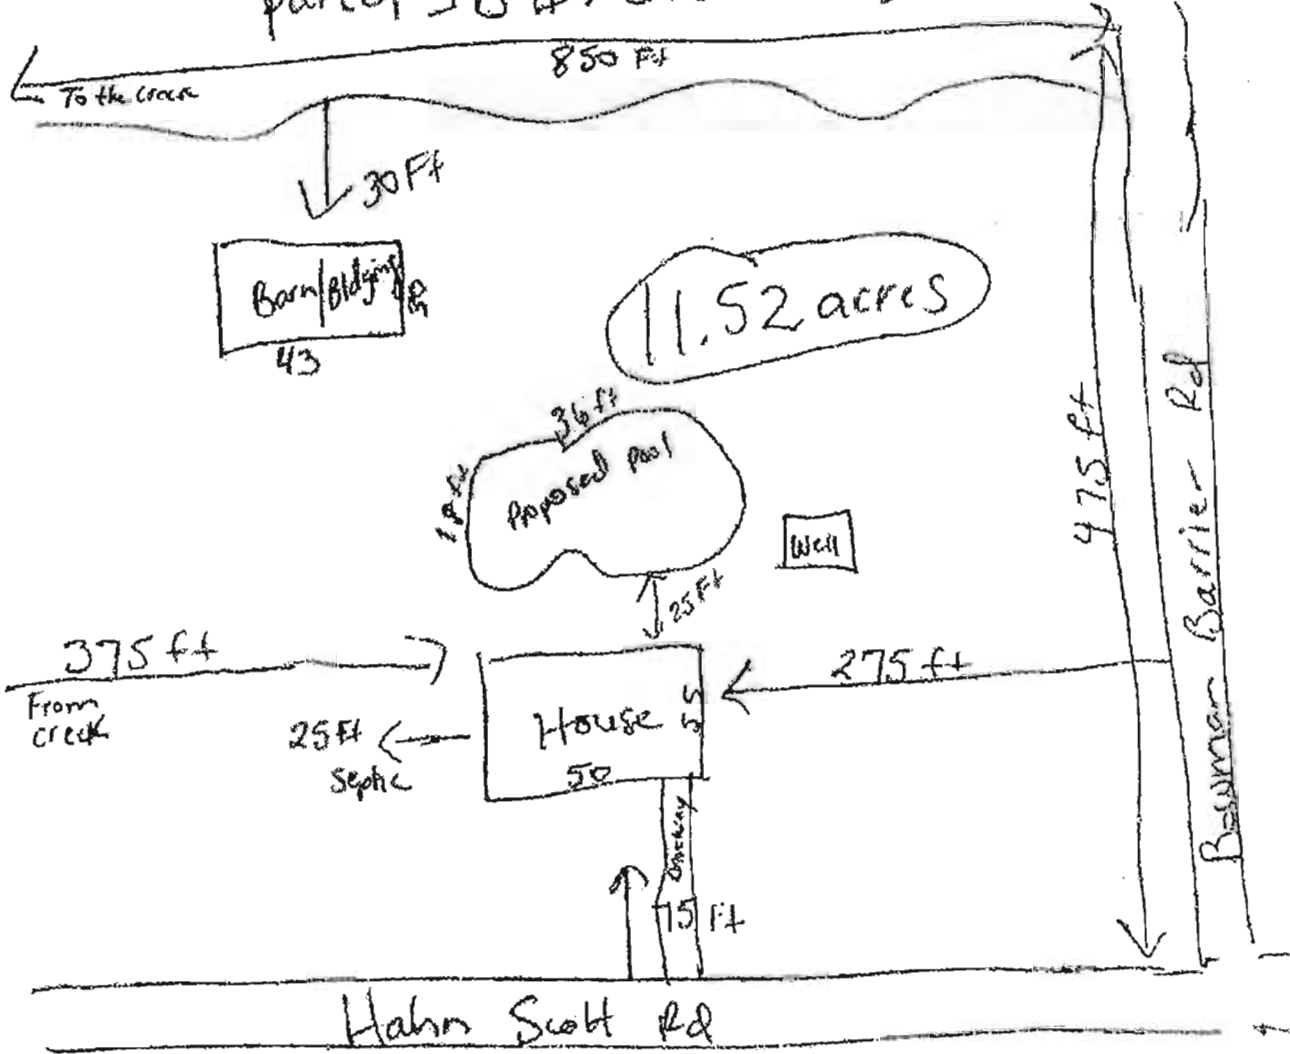 850 Ft
To the creek
30 Ft
Barn Bldging
43
11.52 acres
36 ft
Proposed Pool
Well
25 Ft
475 ft
Bowman Barrier Rd
375 ft
From
creek
275 ft
House
50
25 Ft
Septic
Driveway
75 Ft
Hahn Scott Rd